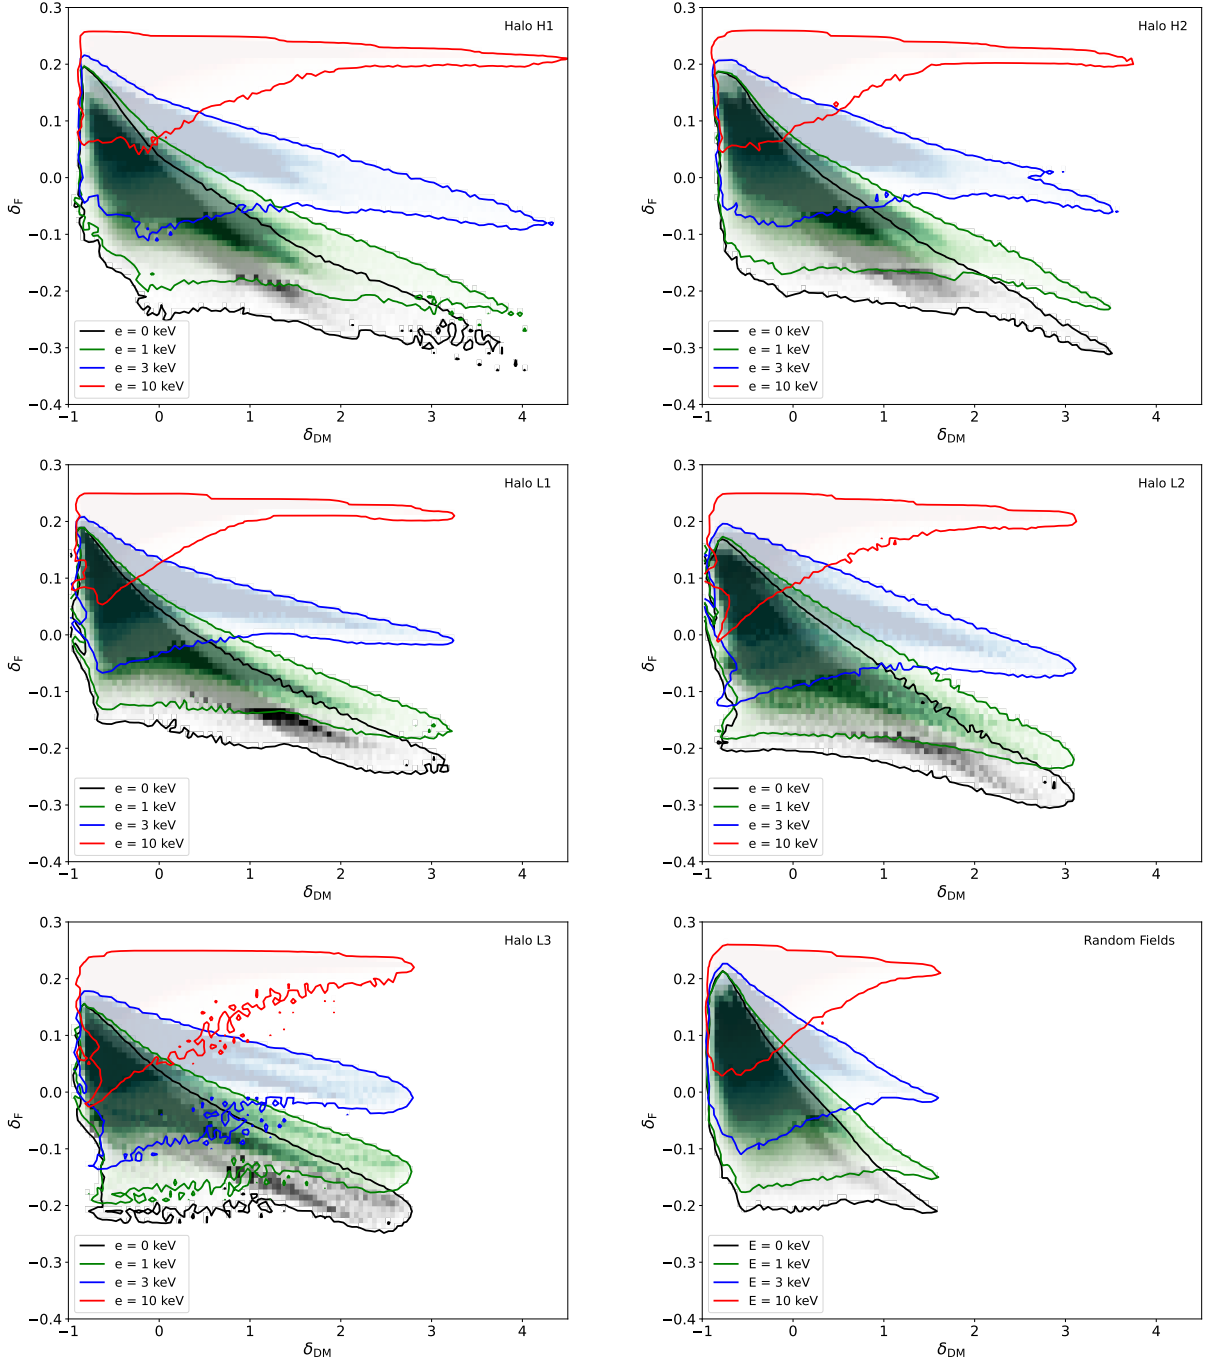 Halo H1
0.3
0.2
0.1
0.0
−0.1
−0.2
−0.3
−0.4
δF
e = 0 keV
e = 1 keV
e = 3 keV
e = 10 keV
−1 0 1 2 3 4
δDM
Halo H2
0.3
0.2
0.1
0.0
−0.1
−0.2
−0.3
−0.4
δF
e = 0 keV
e = 1 keV
e = 3 keV
e = 10 keV
−1 0 1 2 3 4
δDM
Halo L1
0.3
0.2
0.1
0.0
−0.1
−0.2
−0.3
−0.4
δF
e = 0 keV
e = 1 keV
e = 3 keV
e = 10 keV
−1 0 1 2 3 4
δDM
Halo L2
0.3
0.2
0.1
0.0
−0.1
−0.2
−0.3
−0.4
δF
e = 0 keV
e = 1 keV
e = 3 keV
e = 10 keV
−1 0 1 2 3 4
δDM
Halo L3
0.3
0.2
0.1
0.0
−0.1
−0.2
−0.3
−0.4
δF
e = 0 keV
e = 1 keV
e = 3 keV
e = 10 keV
−1 0 1 2 3 4
δDM
Random Fields
0.3
0.2
0.1
0.0
−0.1
−0.2
−0.3
−0.4
δF
E = 0 keV
E = 1 keV
E = 3 keV
E = 10 keV
−1 0 1 2 3 4
δDM